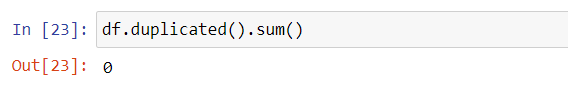 In [23]: df.duplicated().sum()
Out[23]: 0